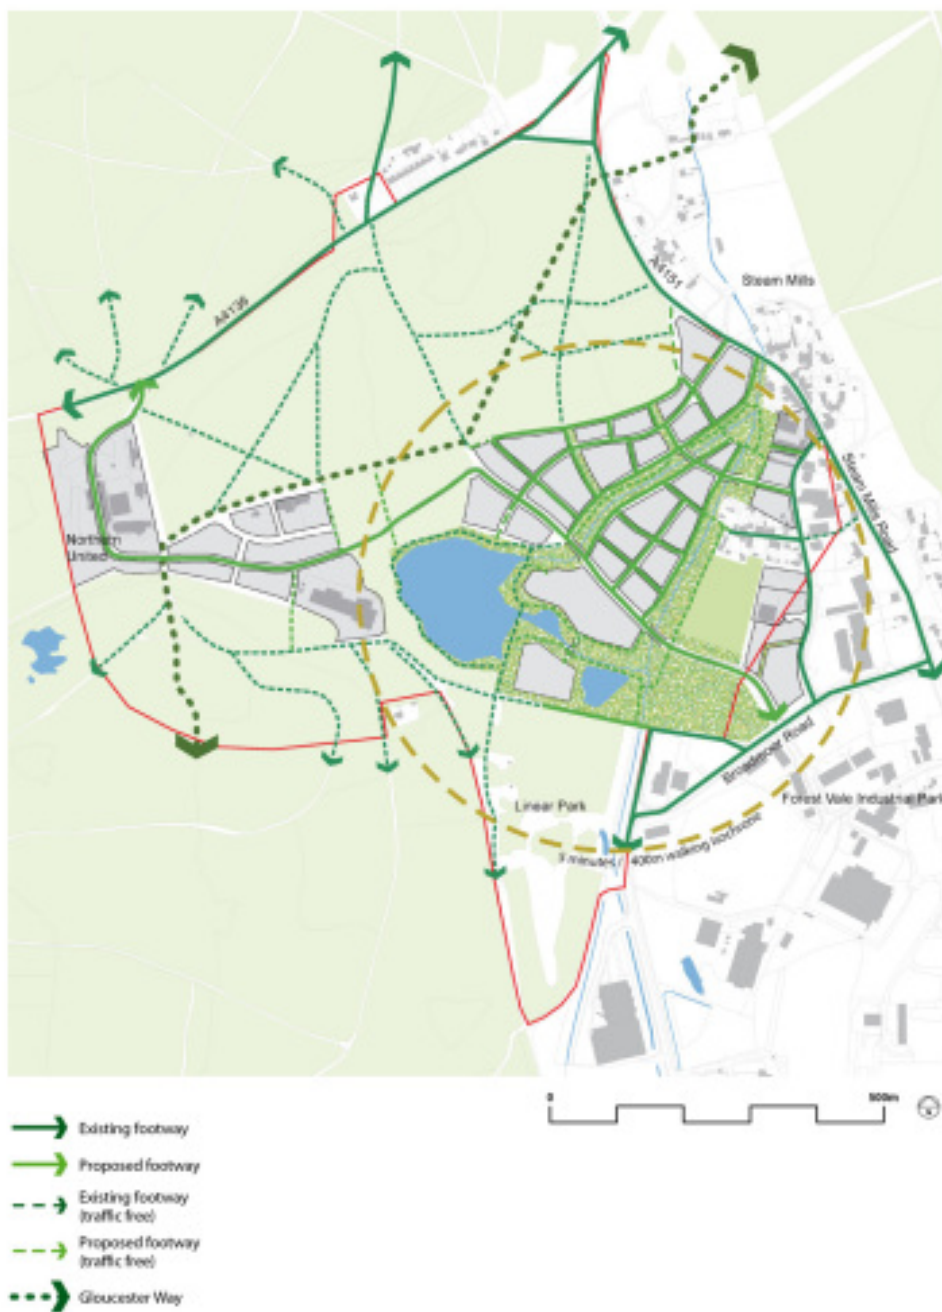 A4136
A4151
Steam Mills
Steam Mills Road
Northern
United
Broadmoor Road
Linear Park
Forest Vale Industrial Park
5 minutes / 400m walking isochrone
0
500m
Existing footway
Proposed footway
Existing footway
(traffic free)
Proposed footway
(traffic free)
Gloucester Way